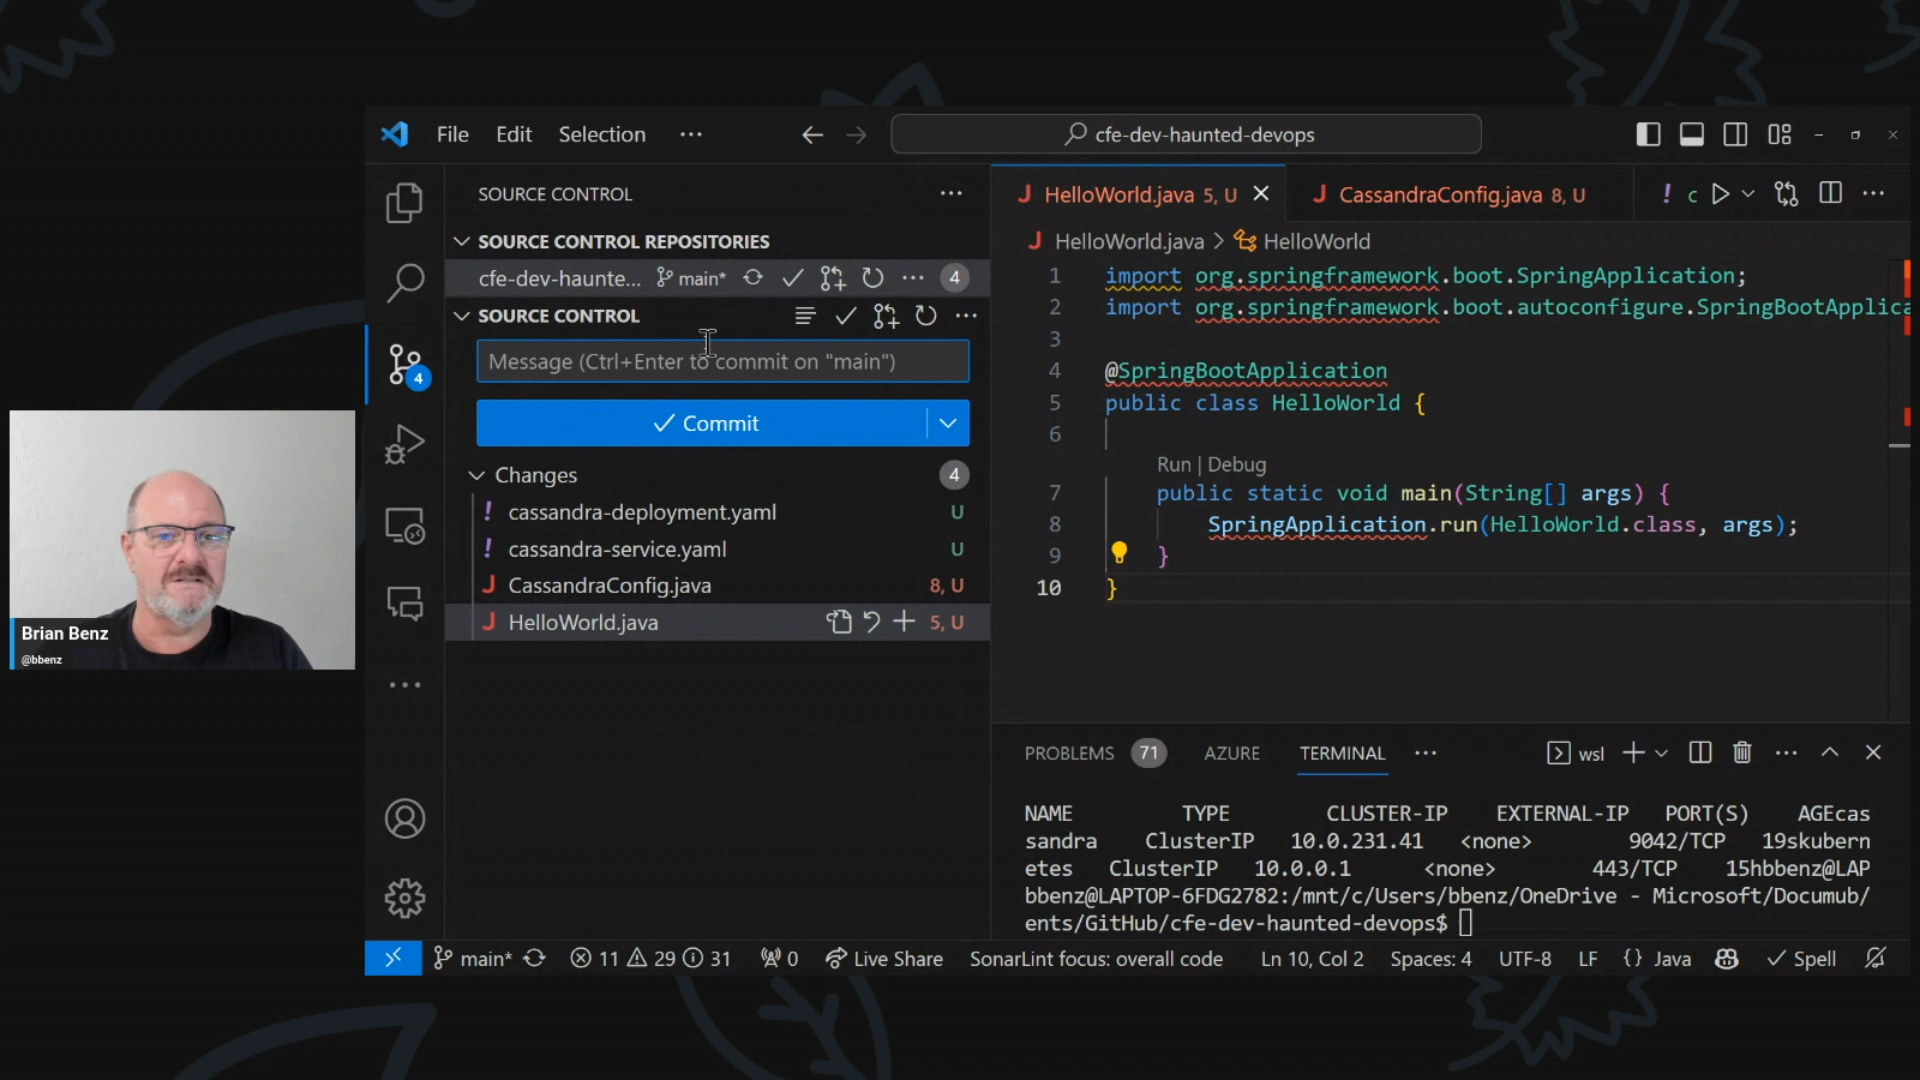 File Edit Selection ···
cfe-dev-haunted-devops
SOURCE CONTROL ···
SOURCE CONTROL REPOSITORIES
cfe-dev-haunte... main* ··· 4
SOURCE CONTROL ···
Message (Ctrl+Enter to commit on "main")
Commit
Changes 4
! cassandra-deployment.yaml U
! cassandra-service.yaml U
J CassandraConfig.java 8, U
J HelloWorld.java 5, U
4
Brian Benz
@bbenz
J HelloWorld.java 5, U J CassandraConfig.java 8, U ! c ···
J HelloWorld.java > HelloWorld
1 import org.springframework.boot.SpringApplication;
2 import org.springframework.boot.autoconfigure.SpringBootApplica
3
4 @SpringBootApplication
5 public class HelloWorld {
6
Run | Debug
7 public static void main(String[] args) {
8 SpringApplication.run(HelloWorld.class, args);
9 }
10 }
PROBLEMS 71 AZURE TERMINAL ··· wsl ···
NAME TYPE CLUSTER-IP EXTERNAL-IP PORT(S) AGEcas
sandra ClusterIP 10.0.231.41 <none> 9042/TCP 19skubern
etes ClusterIP 10.0.0.1 <none> 443/TCP 15hbbenz@LAP
bbenz@LAPTOP-6FDG2782:/mnt/c/Users/bbenz/OneDrive - Microsoft/Documub/
ents/GitHub/cfe-dev-haunted-devops$
main* 11 29 31 0 Live Share SonarLint focus: overall code Ln 10, Col 2 Spaces: 4 UTF-8 LF {} Java Spell